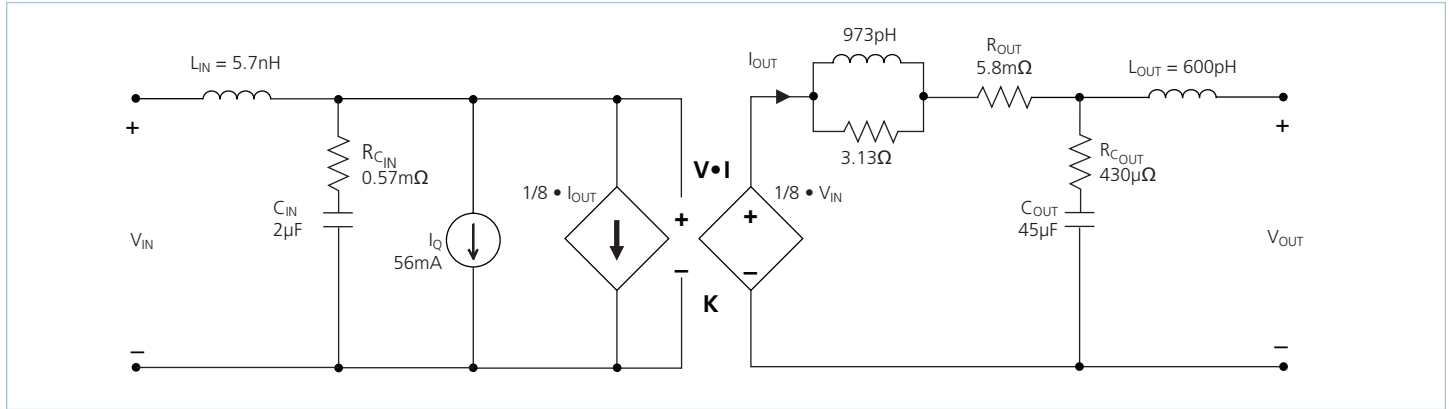 L_IN = 5.7nH
+
R_C_IN
0.57mΩ
C_IN
2µF
V_IN
I_Q
56mA
1/8 • I_OUT
V•I
+
–
K
+
–
1/8 • V_IN
I_OUT
973pH
3.13Ω
R_OUT
5.8mΩ
R_C_OUT
430µΩ
C_OUT
45µF
L_OUT = 600pH
+
V_OUT
–
–